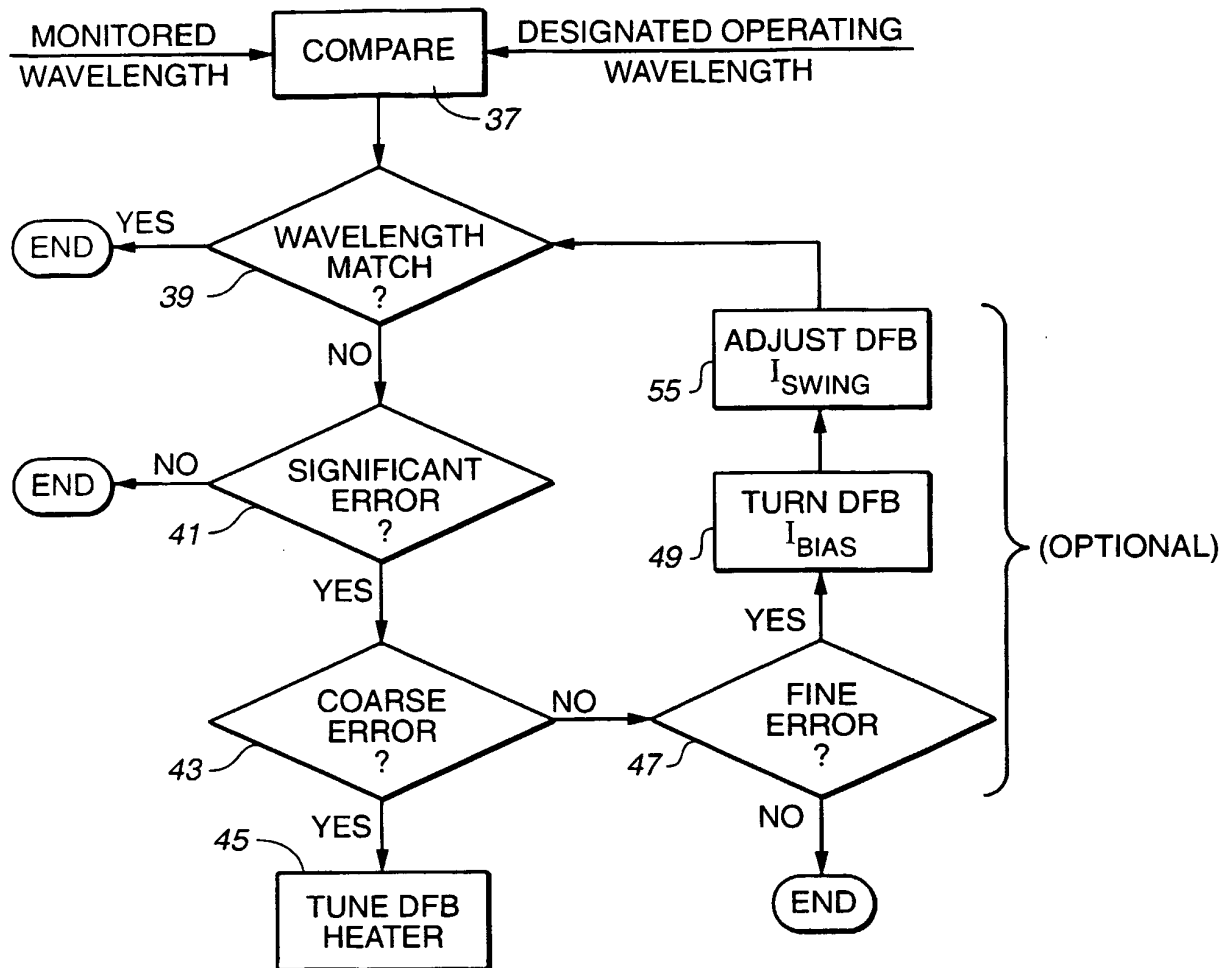 MONITORED
WAVELENGTH
COMPARE
DESIGNATED OPERATING
WAVELENGTH
37
YES
END
WAVELENGTH
MATCH
?
39
NO
ADJUST DFB
I SWING
55
NO
END
SIGNIFICANT
ERROR
?
41
TURN DFB
I BIAS
49
(OPTIONAL)
YES
YES
COARSE
ERROR
?
43
NO
FINE
ERROR
?
47
YES
NO
45
TUNE DFB
HEATER
END